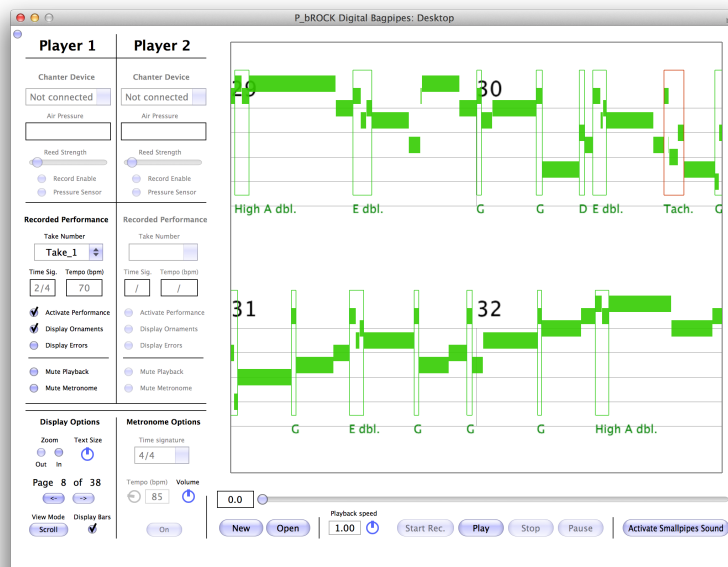 P_bROCK Digital Bagpipes: Desktop
Player 1
Player 2
Chanter Device
Chanter Device
Not connected
Not connected
Air Pressure
Air Pressure
Reed Strength
Reed Strength
Record Enable
Record Enable
Pressure Sensor
Pressure Sensor
Recorded Performance
Recorded Performance
Take Number
Take Number
Take_1
Time Sig. Tempo (bpm)
Time Sig. Tempo (bpm)
2/4 70
/ /
Activate Performance
Activate Performance
Display Ornaments
Display Ornaments
Display Errors
Display Errors
Mute Playback
Mute Playback
Mute Metronome
Mute Metronome
Display Options
Metronome Options
Zoom Text Size
Time signature
Out In
4/4
Page 8 of 38
Tempo (bpm) Volume
<- ->
85
View Mode Display Bars
Scroll
On
29 30
High A dbl. E dbl. G G D E dbl. Tach. G
31 32
G E dbl. G G G High A dbl.
0.0
Playback speed
New Open 1.00 Start Rec. Play Stop Pause Activate Smallpipes Sound